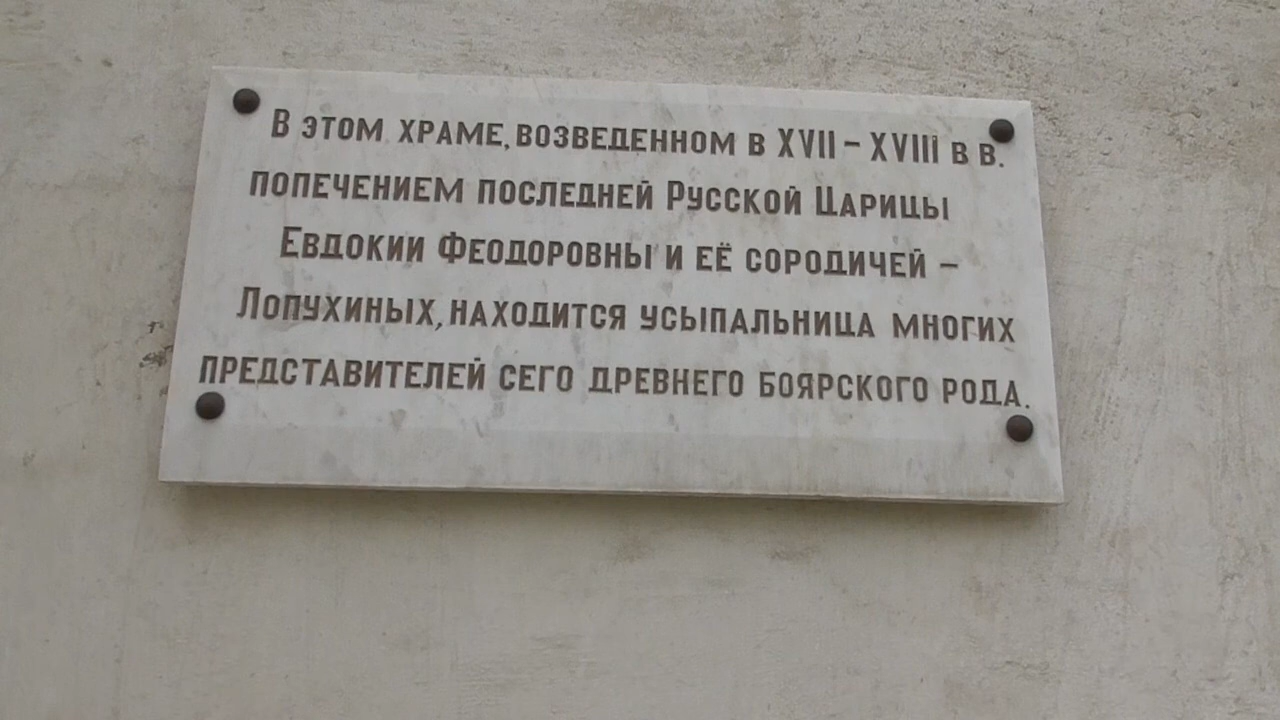 В ЭТОМ ХРАМЕ, ВОЗВЕДЕННОМ В XVII – XVIII В В.
ПОПЕЧЕНИЕМ ПОСЛЕДНЕЙ РУССКОЙ ЦАРИЦЫ
ЕВДОКИИ ФЕОДОРОВНЫ И ЕЁ СОРОДИЧЕЙ –
ЛОПУХИНЫХ, НАХОДИТСЯ УСЫПАЛЬНИЦА МНОГИХ
ПРЕДСТАВИТЕЛЕЙ СЕГО ДРЕВНЕГО БОЯРСКОГО РОДА.